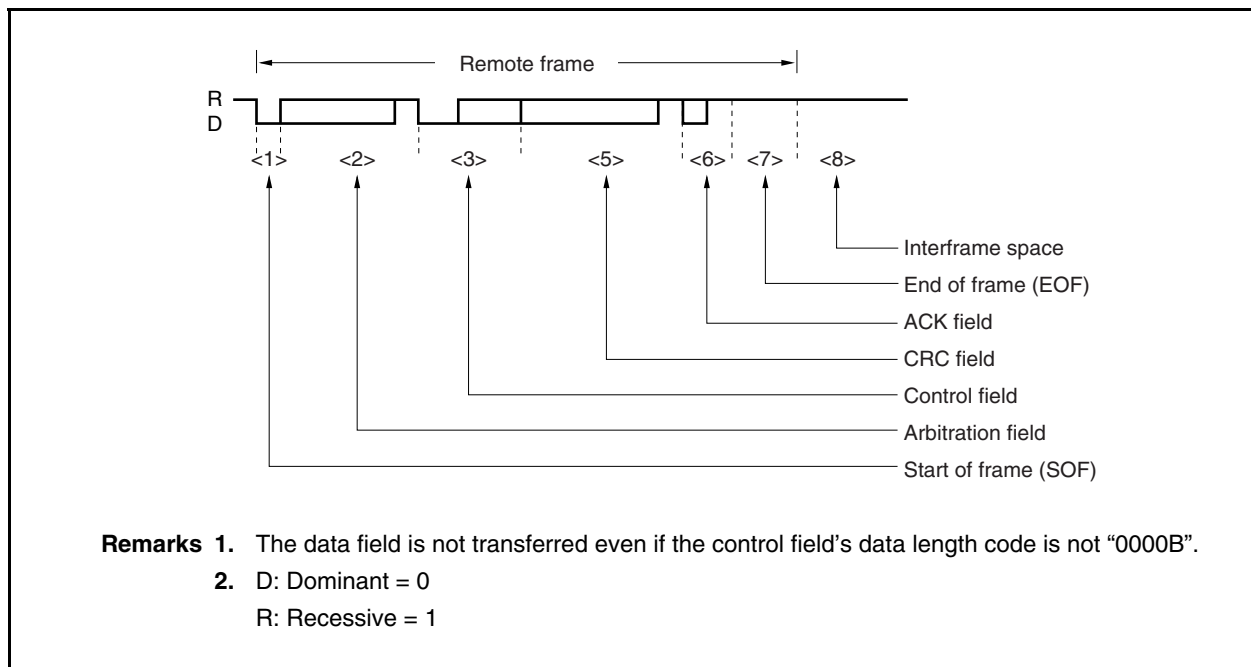 Remote frame
R
D
<1> <2> <3> <5> <6> <7> <8>
Interframe space
End of frame (EOF)
ACK field
CRC field
Control field
Arbitration field
Start of frame (SOF)
Remarks 1. The data field is not transferred even if the control field’s data length code is not “0000B”.
2. D: Dominant = 0
R: Recessive = 1